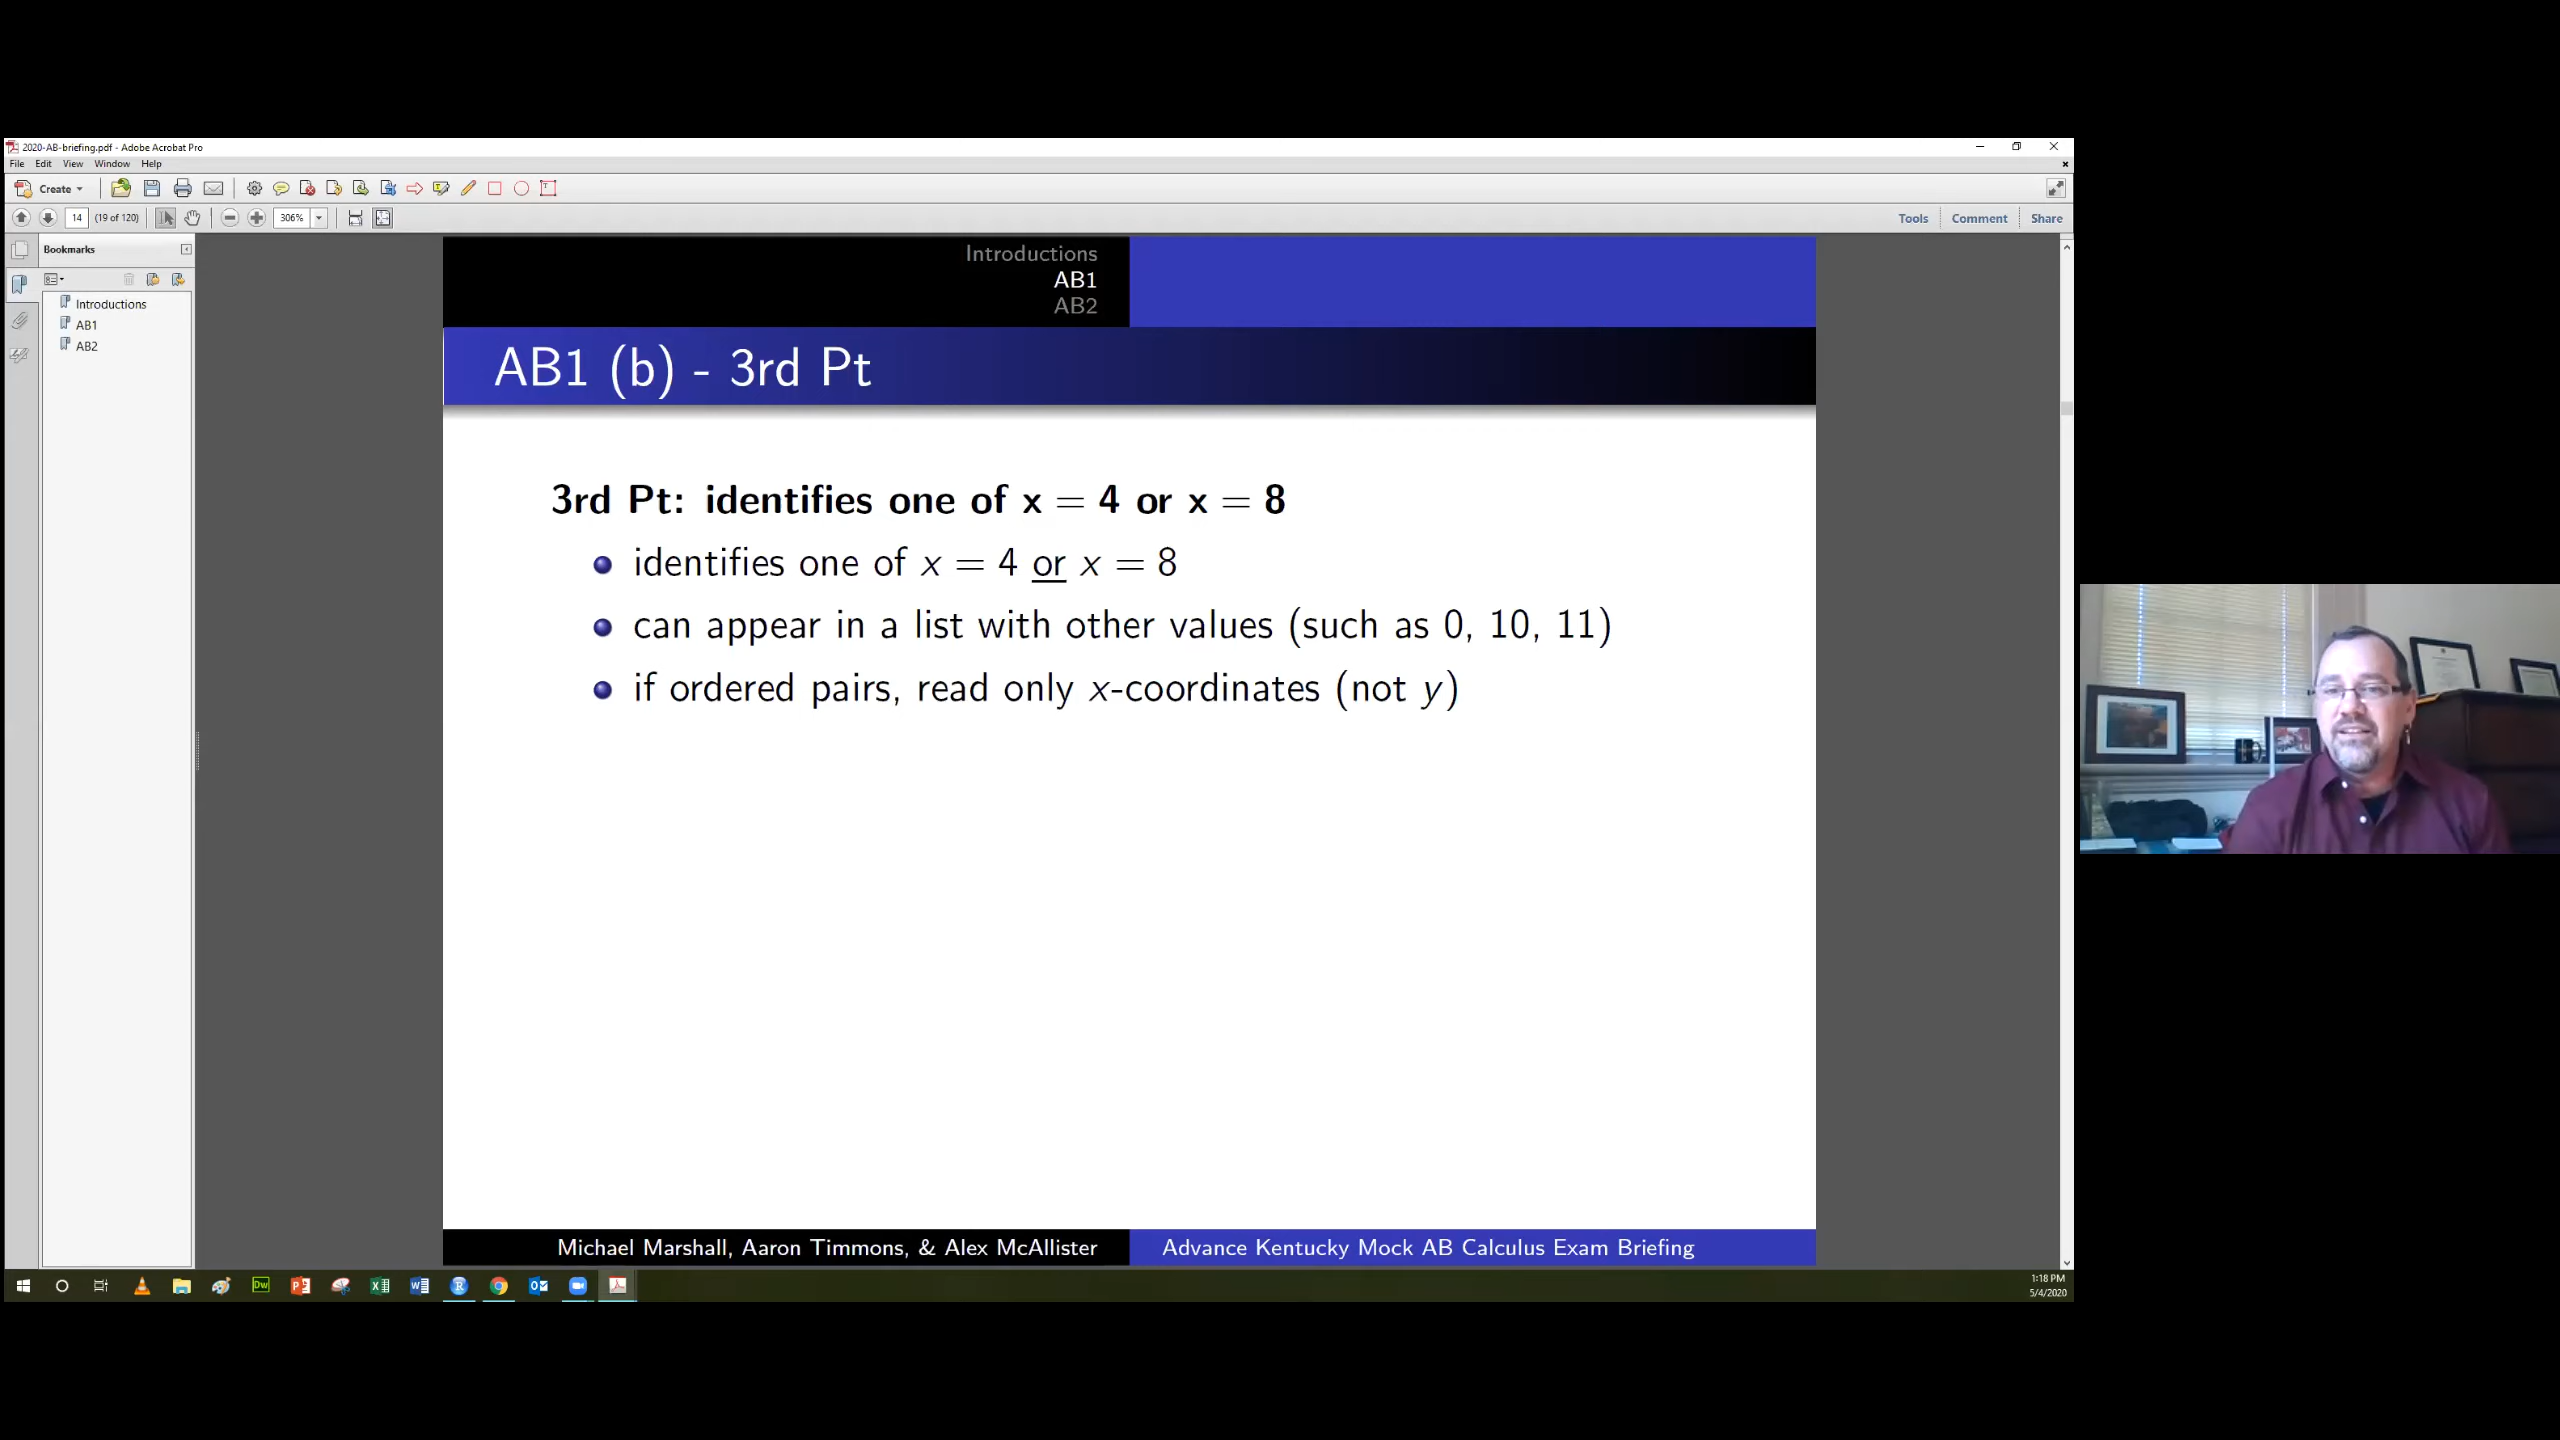 2020-AB-briefing.pdf - Adobe Acrobat Pro
File Edit View Window Help
Create
14 (19 of 120) 306% Tools Comment Share
Bookmarks
Introductions
AB1
AB2
Introductions
AB1
AB2
AB1 (b) - 3rd Pt
3rd Pt: identifies one of x = 4 or x = 8
identifies one of x = 4 or x = 8
can appear in a list with other values (such as 0, 10, 11)
if ordered pairs, read only x-coordinates (not y)
Michael Marshall, Aaron Timmons, & Alex McAllister Advance Kentucky Mock AB Calculus Exam Briefing
1:18 PM
5/4/2020